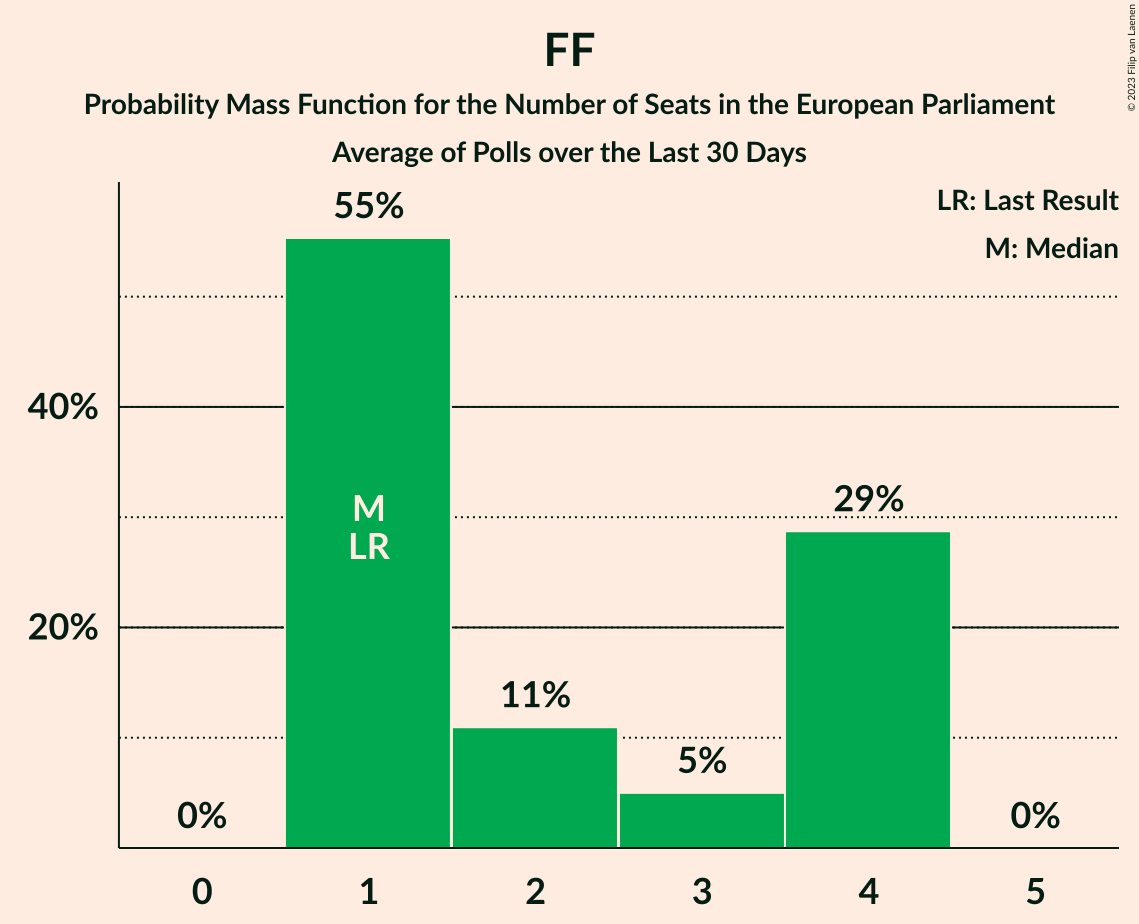 FF
Probability Mass Function for the Number of Seats in the European Parliament
Average of Polls over the Last 30 Days
© 2023 Filip van Laenen
LR: Last Result
M: Median
55%
40%
M
LR
29%
20%
11%
5%
0%
0%
0 1 2 3 4 5